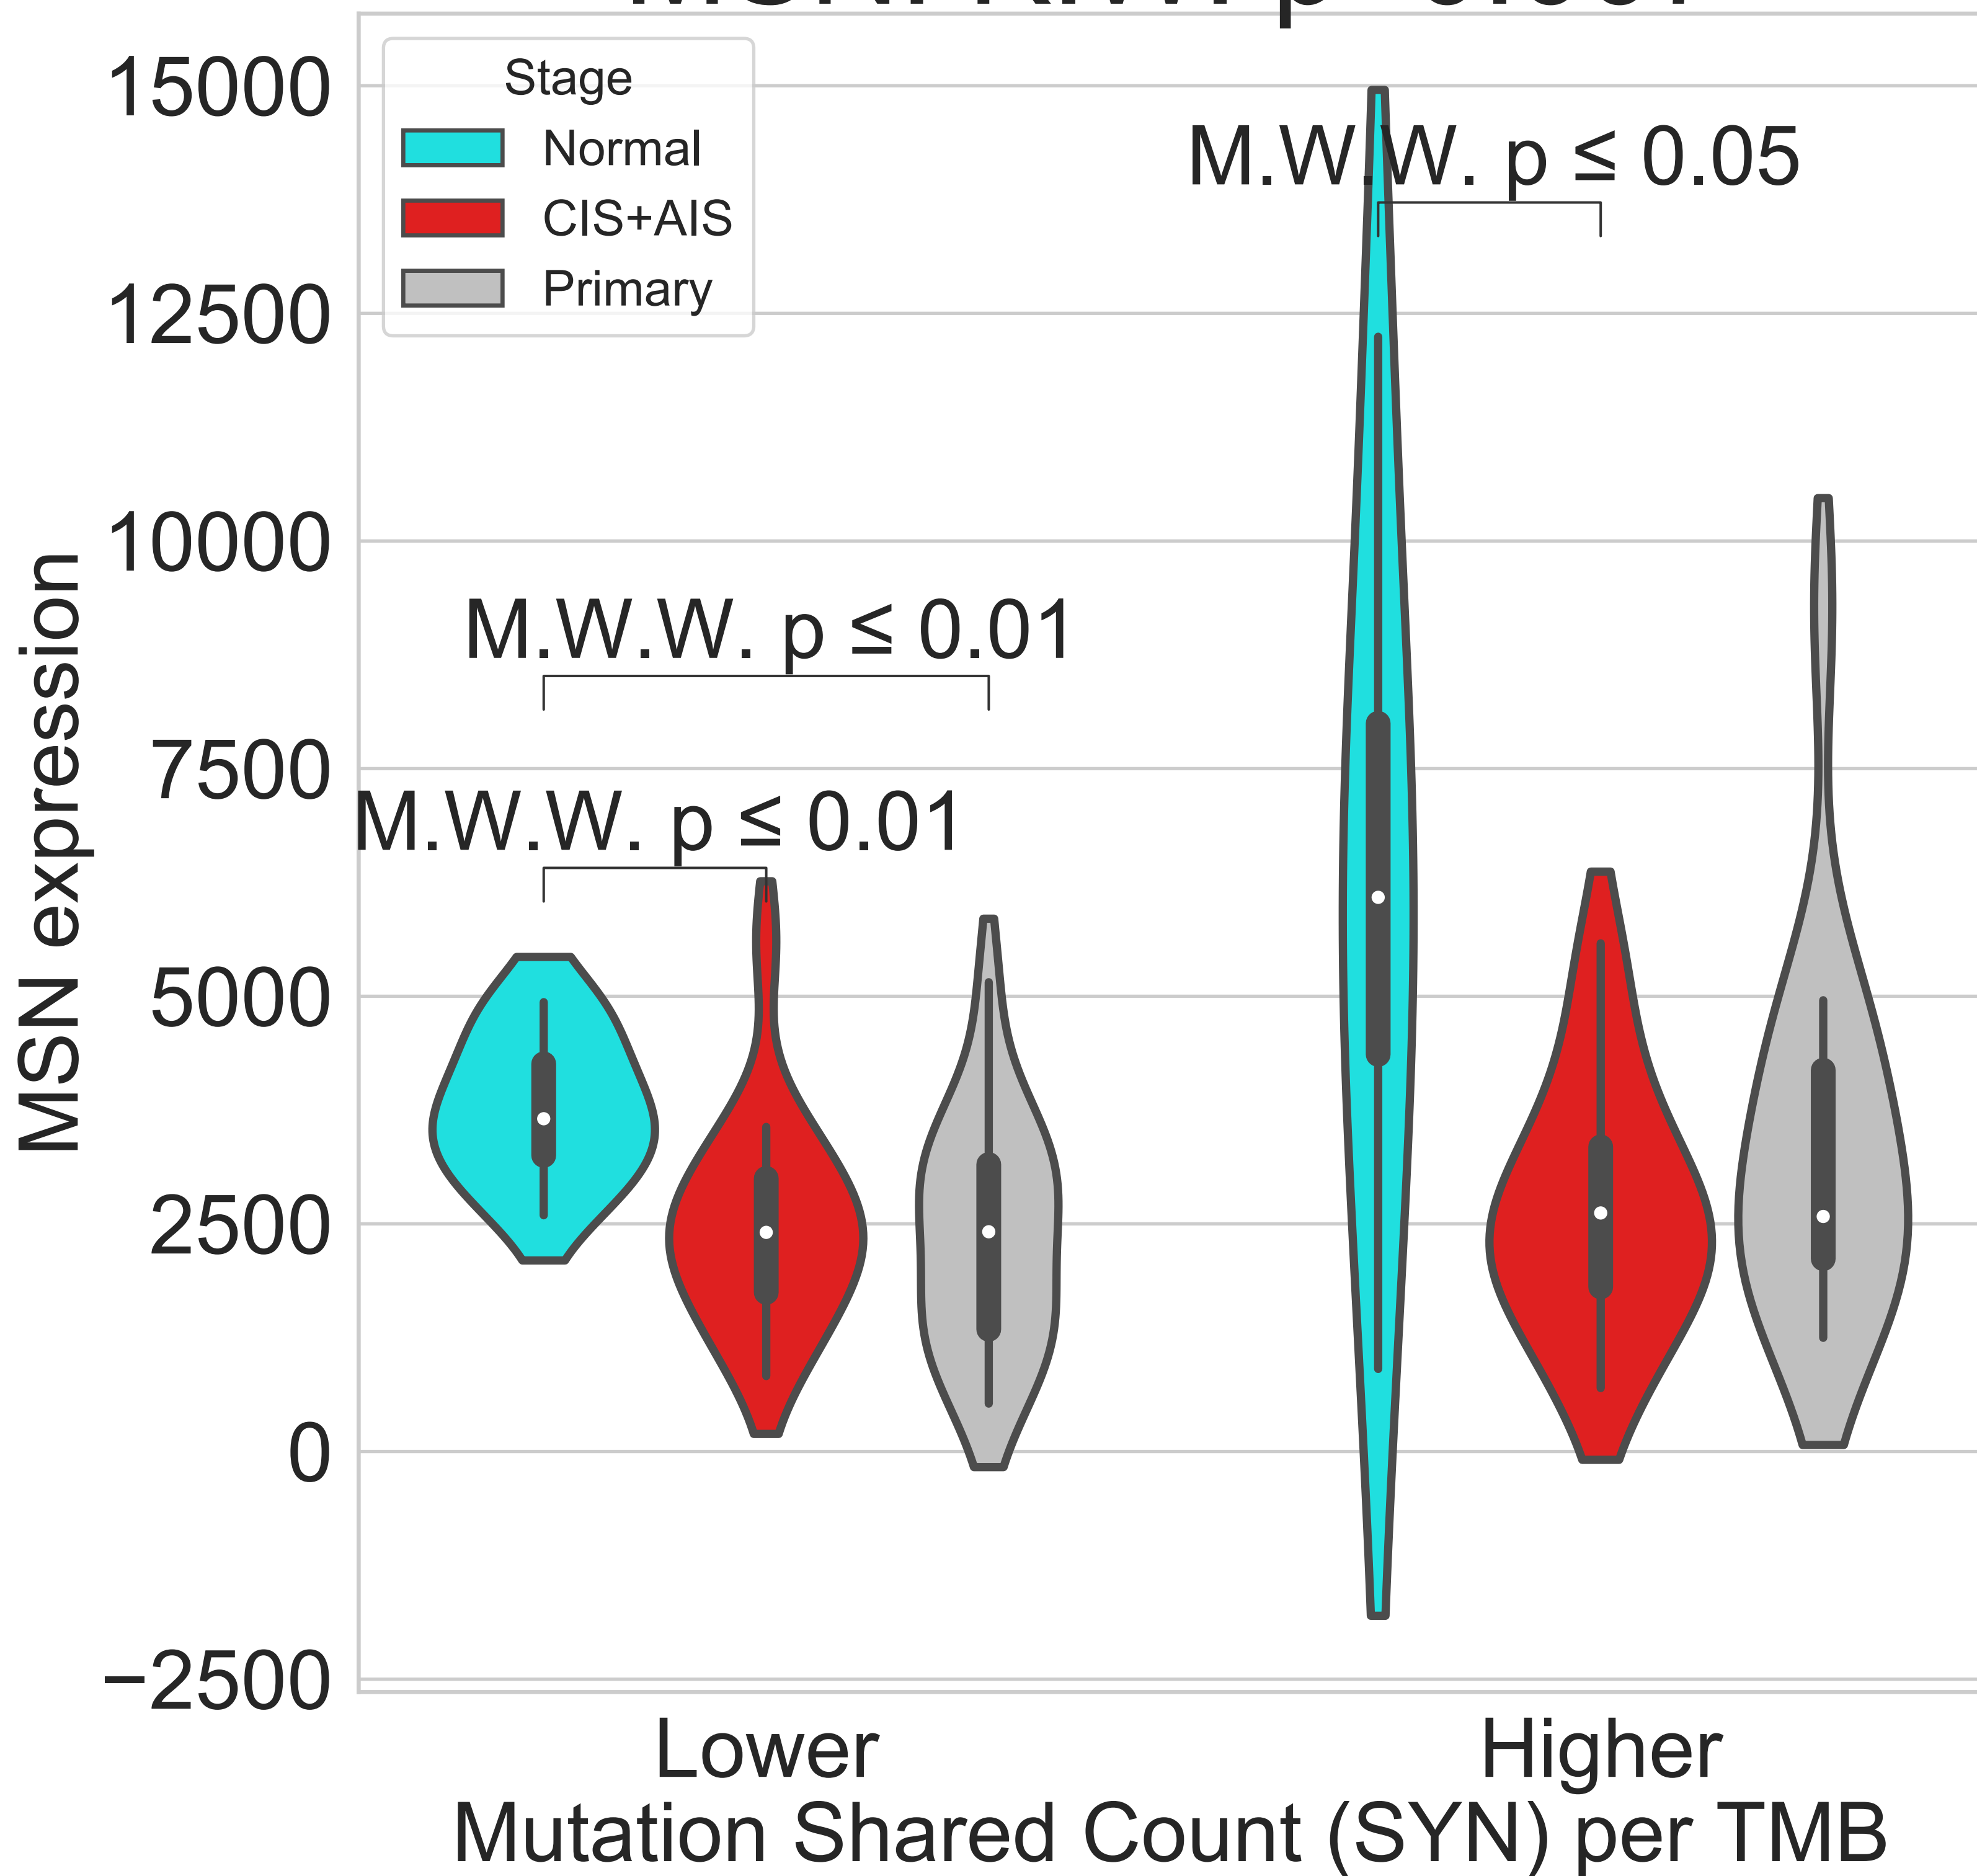 Stage
Normal
CIS+AIS
Primary
M.W.W. p ≤ 0.05
M.W.W. p ≤ 0.01
M.W.W. p ≤ 0.01
15000
12500
10000
7500
5000
2500
0
−2500
MSN expression
Lower
Higher
Mutation Shared Count (SYN) per TMB